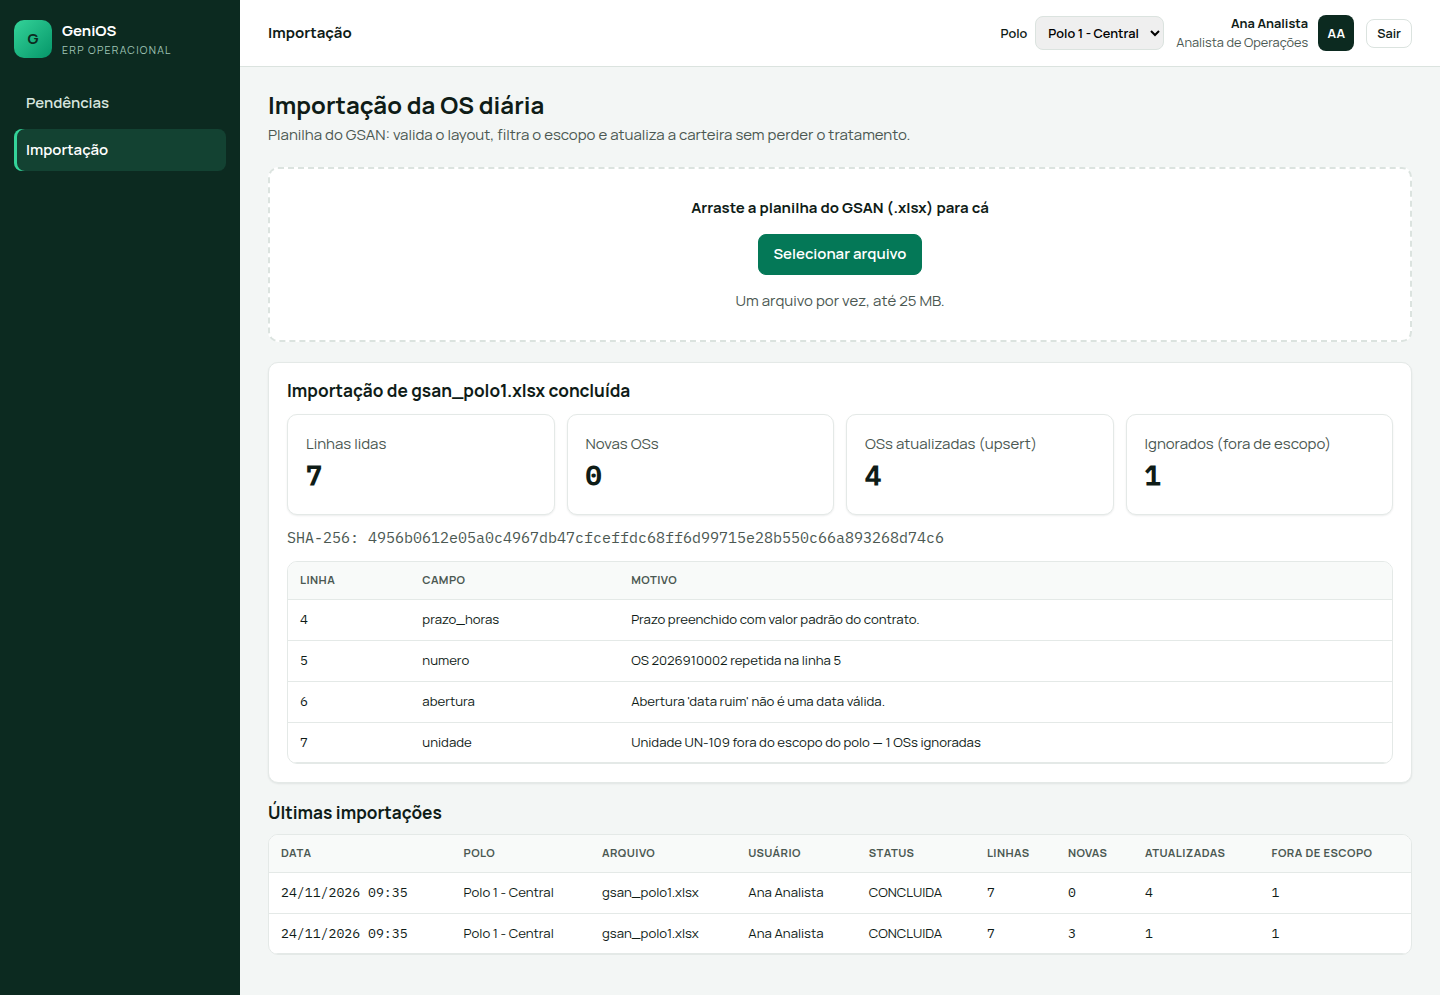 G
GeniOS
ERP OPERACIONAL
Pendências
Importação
Importação
Polo
Polo 1 - Central
Ana Analista
Analista de Operações
AA
Sair
Importação da OS diária
Planilha do GSAN: valida o layout, filtra o escopo e atualiza a carteira sem perder o tratamento.
Arraste a planilha do GSAN (.xlsx) para cá
Selecionar arquivo
Um arquivo por vez, até 25 MB.
Importação de gsan_polo1.xlsx concluída
Linhas lidas
7
Novas OSs
0
OSs atualizadas (upsert)
4
Ignorados (fora de escopo)
1
SHA-256: 4956b0612e05a0c4967db47cfceffdc68ff6d99715e28b550c66a893268d74c6
LINHA CAMPO MOTIVO
4 prazo_horas Prazo preenchido com valor padrão do contrato.
5 numero OS 2026910002 repetida na linha 5
6 abertura Abertura 'data ruim' não é uma data válida.
7 unidade Unidade UN-109 fora do escopo do polo — 1 OSs ignoradas
Últimas importações
DATA POLO ARQUIVO USUÁRIO STATUS LINHAS NOVAS ATUALIZADAS FORA DE ESCOPO
24/11/2026 09:35 Polo 1 - Central gsan_polo1.xlsx Ana Analista CONCLUIDA 7 0 4 1
24/11/2026 09:35 Polo 1 - Central gsan_polo1.xlsx Ana Analista CONCLUIDA 7 3 1 1